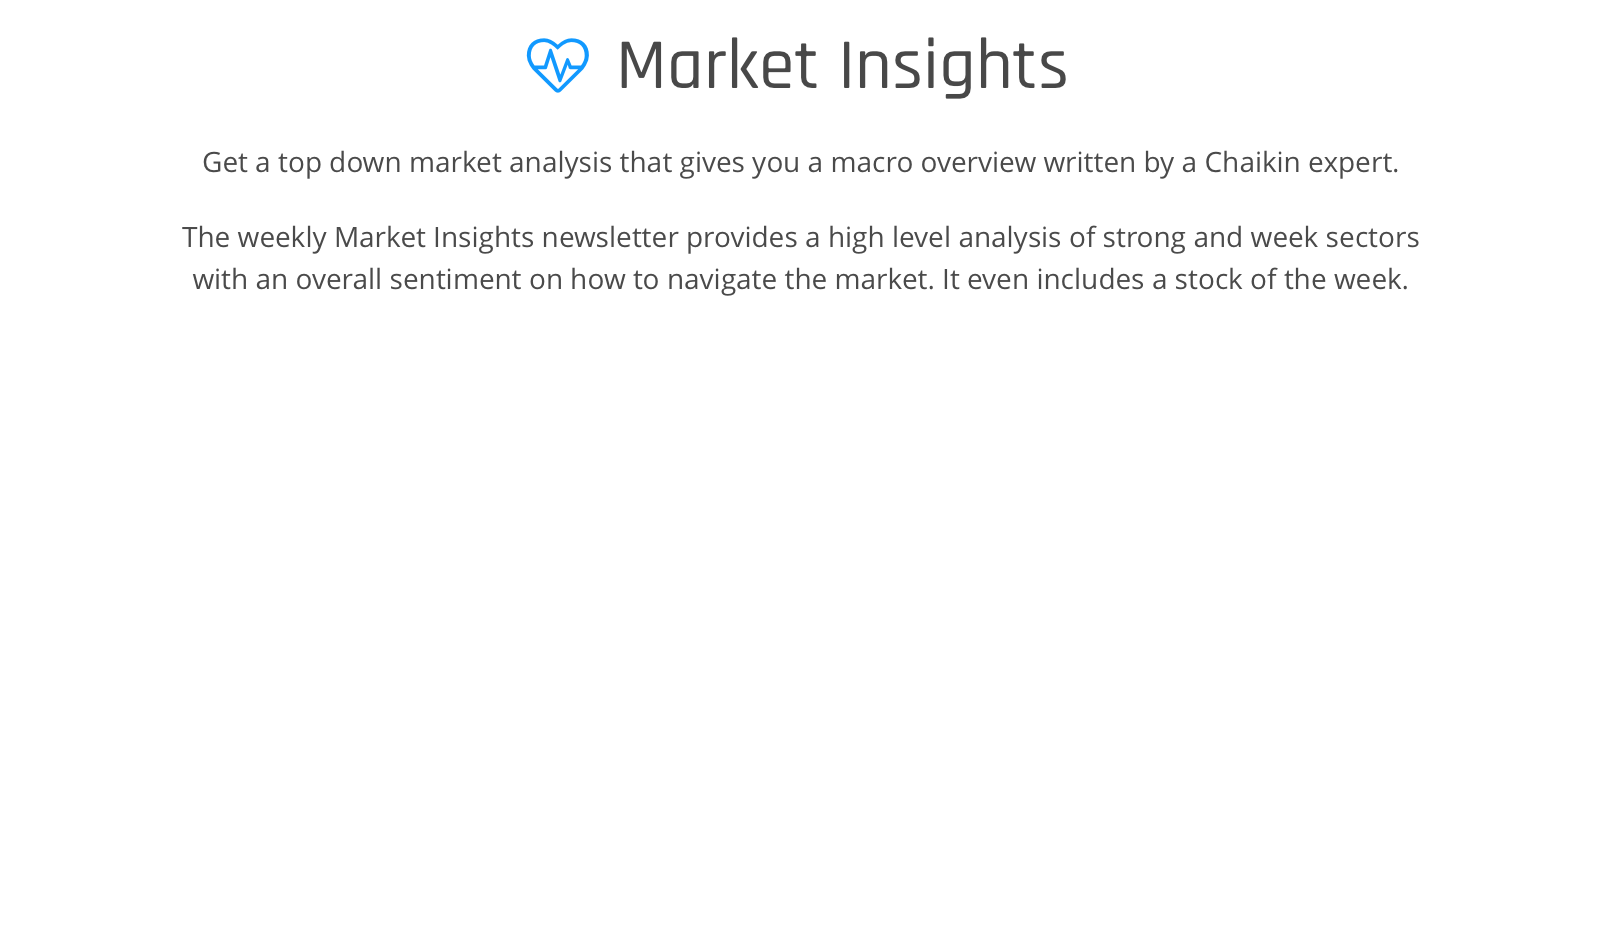 Market Insights
Get a top down market analysis that gives you a macro overview written by a Chaikin expert.
The weekly Market Insights newsletter provides a high level analysis of strong and week sectors
with an overall sentiment on how to navigate the market. It even includes a stock of the week.